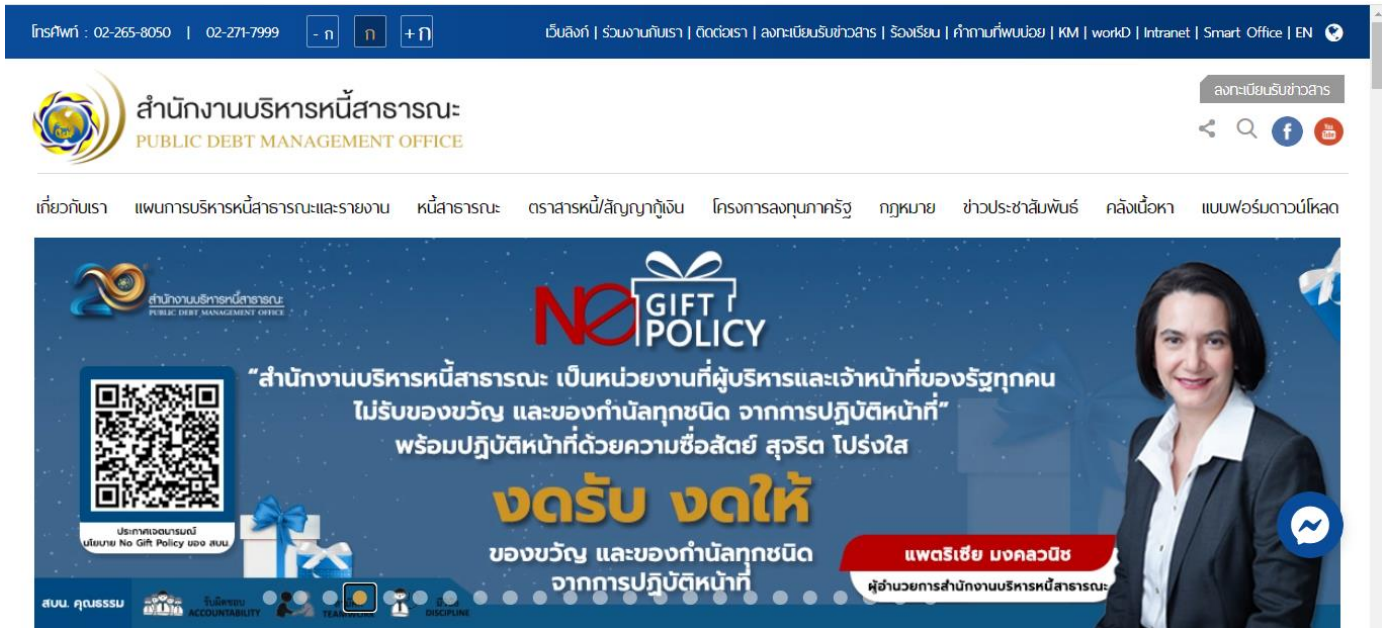 โทรศัพท์ : 02-265-8050 | 02-271-7999 - ก ก +ก เว็บลิงก์ | ร่วมงานกับเรา | ติดต่อเรา | ลงทะเบียนรับข่าวสาร | ร้องเรียน | คำถามที่พบบ่อย | KM | workD | Intranet | Smart Office | EN
ลงทะเบียนรับข่าวสาร
สำนักงานบริหารหนี้สาธารณะ
PUBLIC DEBT MANAGEMENT OFFICE
f You Tube
เกี่ยวกับเรา แผนการบริหารหนี้สาธารณะและรายงาน หนี้สาธารณะ ตราสารหนี้/สัญญากู้เงิน โครงการลงทุนภาครัฐ กฎหมาย ข่าวประชาสัมพันธ์ คลังเนื้อหา แบบฟอร์มดาวน์โหลด
20 สำนักงานบริหารหนี้สาธารณะ
PUBLIC DEBT MANAGEMENT OFFICE
NO GIFT POLICY
"สำนักงานบริหารหนี้สาธารณะ เป็นหน่วยงานที่ผู้บริหารและเจ้าหน้าที่ของรัฐทุกคน
ไม่รับของขวัญ และของกำนัลทุกชนิด จากการปฏิบัติหน้าที่"
พร้อมปฏิบัติหน้าที่ด้วยความซื่อสัตย์ สุจริต โปร่งใส
งดรับ งดให้
ของขวัญ และของกำนัลทุกชนิด
จากการปฏิบัติหน้าที่
ประกาศเจตนารมณ์
นโยบาย No Gift Policy ของ สบน.
แพตริเซีย มงคลวนิช
ผู้อำนวยการสำนักงานบริหารหนี้สาธารณะ
สบน. คุณธรรม รับผิดชอบ
ACCOUNTABILITY TEAMWORK DISCIPLINE